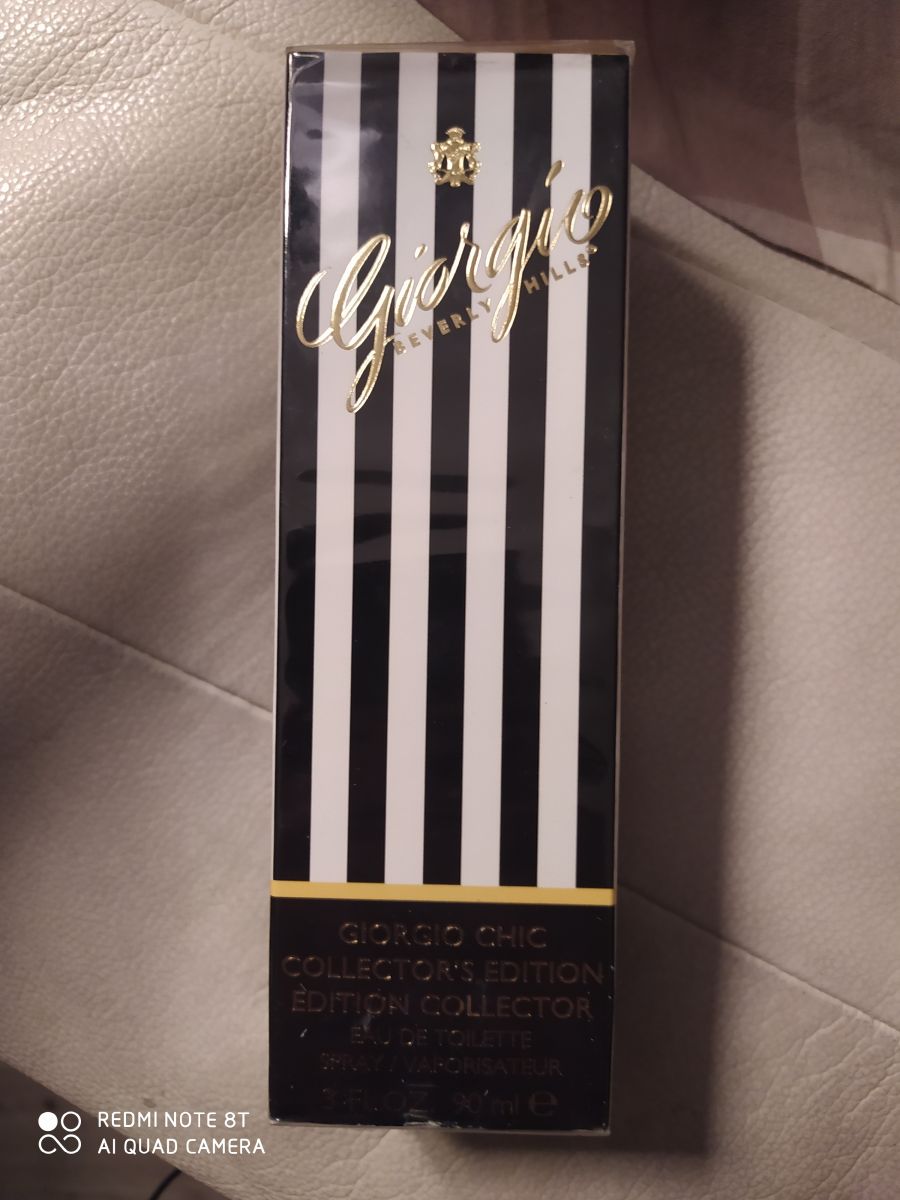 Giorgio
BEVERLY HILLS
GIORGIO CHIC
COLLECTOR'S EDITION
ÉDITION COLLECTOR
EAU DE TOILETTE
SPRAY / VAPORISATEUR
3 FL. OZ 90 ml ℮
REDMI NOTE 8T
AI QUAD CAMERA